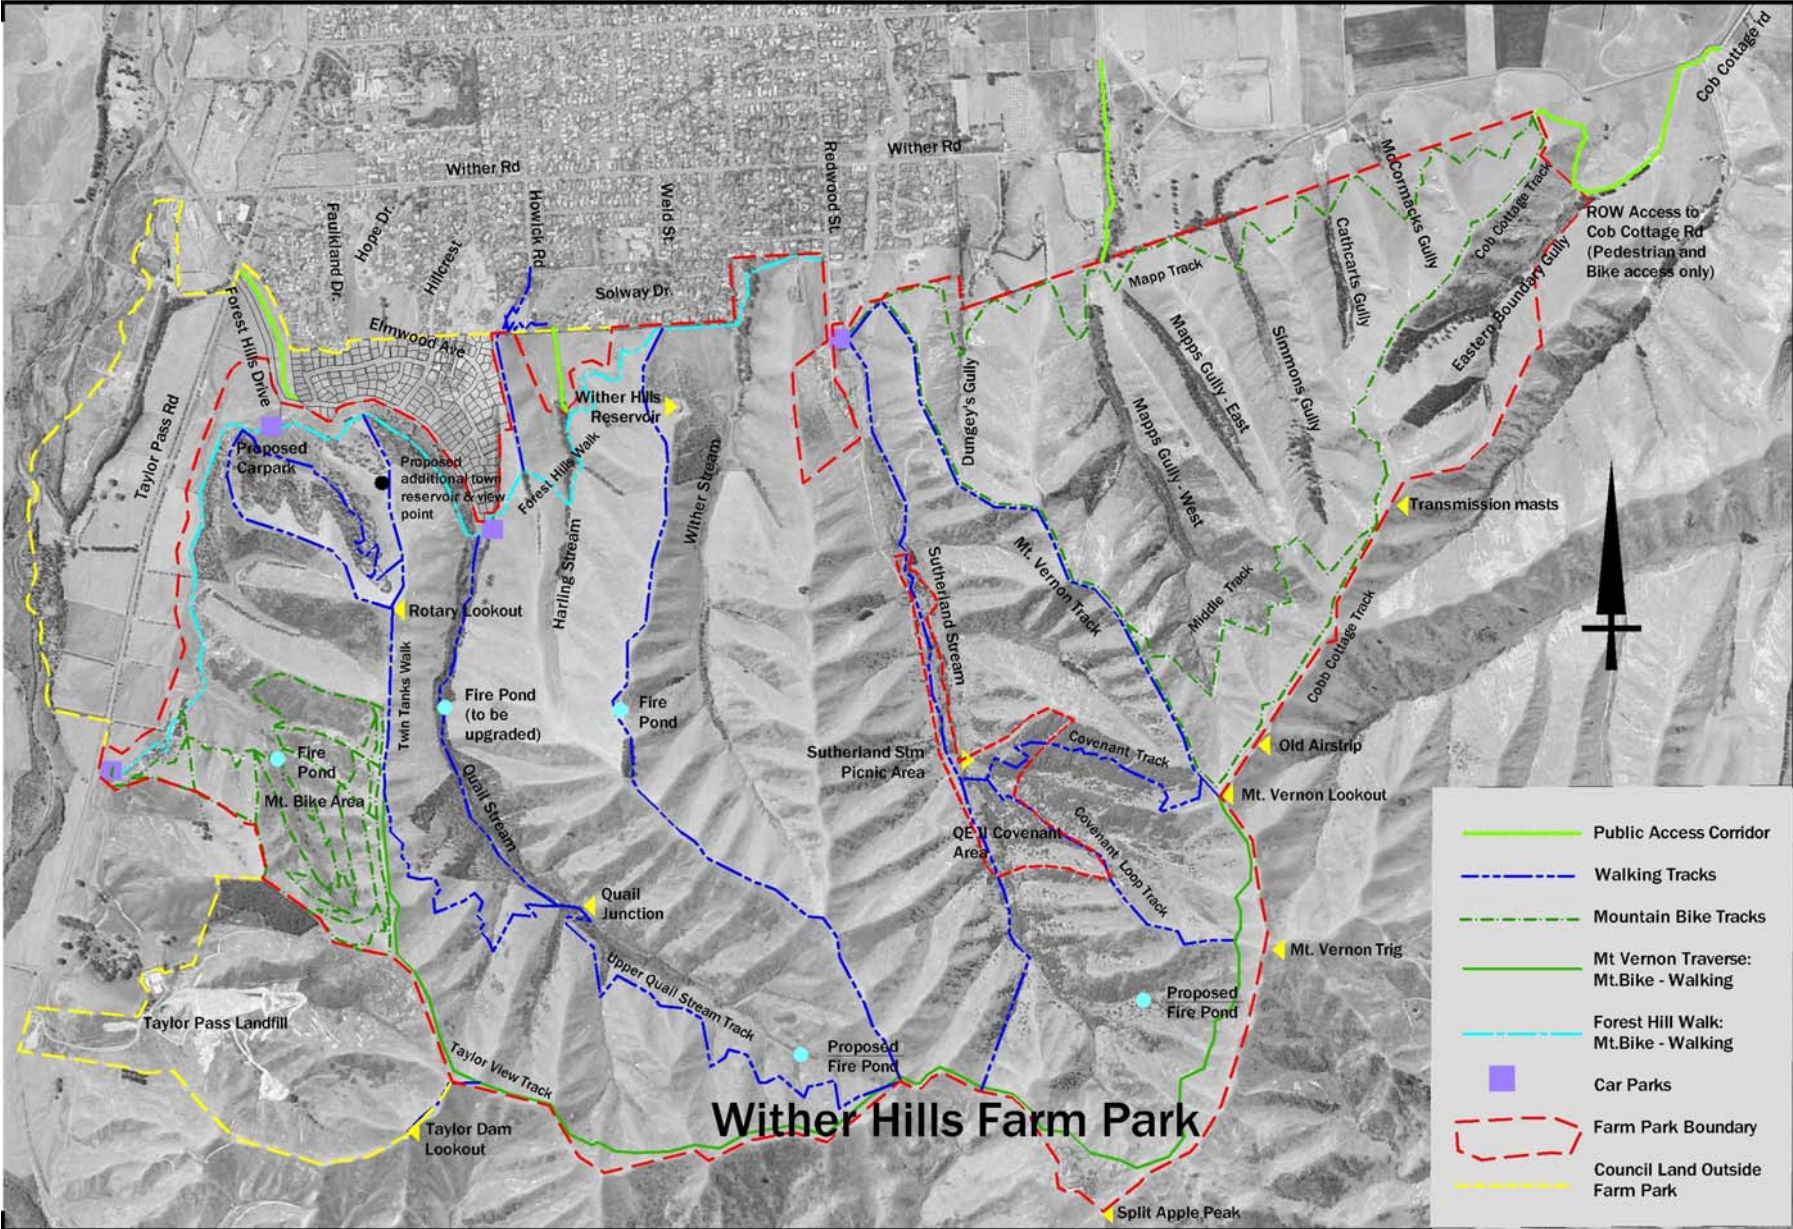 Cob Cottage rd
Wither Rd
Wither Rd
Redwood St.
Howick Rd
Weld St.
Faulkland Dr.
Hope Dr.
Hillcrest
McCormacks Gully
Cob Cottage Track
ROW Access to
Cob Cottage Rd
(Pedestrian and
Bike access only)
Cathcarts Gully
Eastern Boundary Gully
Mapp Track
Solway Dr.
Forest Hills Drive
Elmwood Ave
Mapps Gully - East
Simmons Gully
Dungey's Gully
Mapps Gully -West
Wither Hills
Reservoir
Taylor Pass Rd
Proposed
Carpark
Proposed
additional town
reservoir & view
point
Forest Hills Walk
Wither Stream
Harling Stream
Transmission masts
Mt. Vernon Track
Sutherland Stream
Middle Track
Cobb Cottage Track
Rotary Lookout
Twin Tanks Walk
Fire Pond
(to be
upgraded)
Fire
Pond
Fire
Pond
Mt. Bike Area
Quail Stream
Sutherland Stm
Picnic Area
Covenant Track
Old Airstrip
Mt. Vernon Lookout
QE II Covenant
Area
Covenant Loop Track
Quail
Junction
Mt. Vernon Trig
Upper Quail Stream Track
Proposed
Fire Pond
Taylor Pass Landfill
Proposed
Fire Pond
Taylor View Track
Wither Hills Farm Park
Taylor Dam
Lookout
Split Apple Peak
Public Access Corridor
Walking Tracks
Mountain Bike Tracks
Mt Vernon Traverse:
Mt.Bike - Walking
Forest Hill Walk:
Mt.Bike - Walking
Car Parks
Farm Park Boundary
Council Land Outside
Farm Park